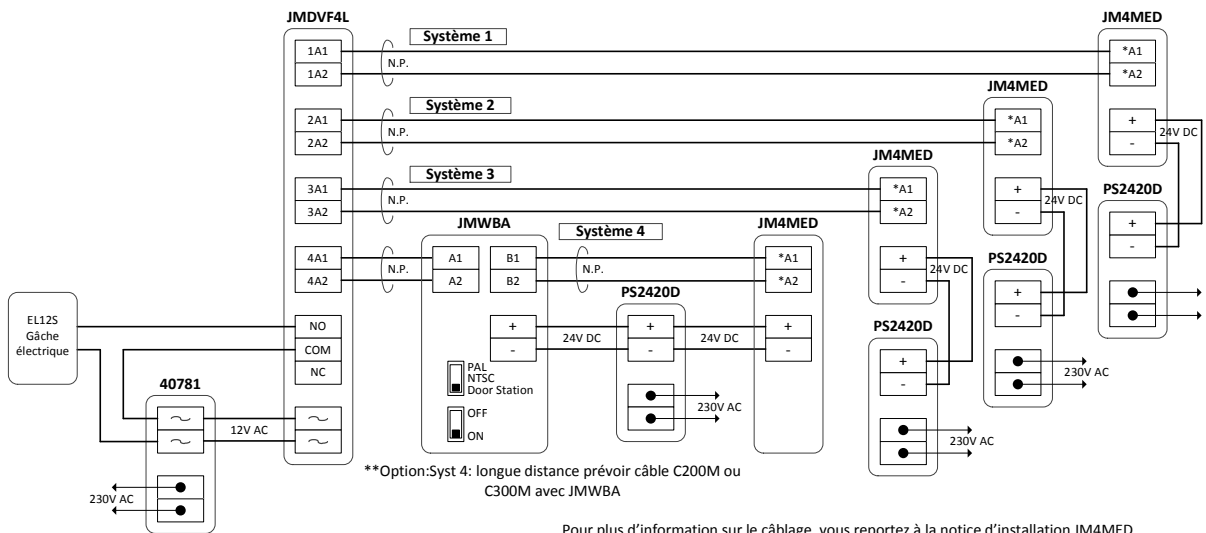 JMDVF4L
JM4MED
Système 1
1A1
1A2
N.P.
*A1
*A2
JM4MED
Système 2
2A1
2A2
N.P.
*A1
*A2
+
-
24V DC
JM4MED
Système 3
3A1
3A2
N.P.
*A1
*A2
+
-
24V DC
PS2420D
+
-
JMWBA
Système 4
JM4MED
4A1
4A2
N.P.
A1
A2
B1
B2
N.P.
*A1
*A2
+
-
24V DC
PS2420D
+
-
PS2420D
EL12S
Gâche
électrique
NO
COM
NC
+
-
24V DC
+
-
24V DC
+
-
PS2420D
+
-
230V AC
PAL
NTSC
Door Station
OFF
ON
230V AC
40781
12V AC
230V AC
230V AC
**Option:Syst 4: longue distance prévoir câble C200M ou
C300M avec JMWBA
Pour plus d'information sur le câblage, vous reportez à la notice d'installation JM4MED